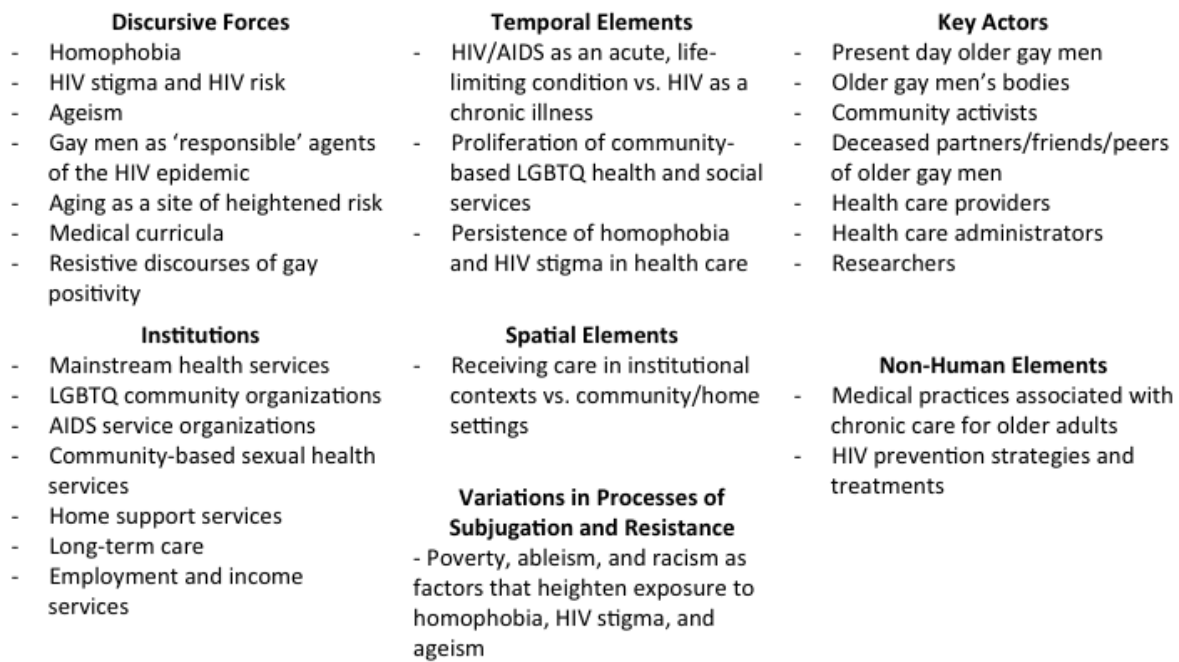 Discursive Forces
- Homophobia
- HIV stigma and HIV risk
- Ageism
- Gay men as ‘responsible’ agents
of the HIV epidemic
- Aging as a site of heightened risk
- Medical curricula
- Resistive discourses of gay
positivity
Institutions
- Mainstream health services
- LGBTQ community organizations
- AIDS service organizations
- Community-based sexual health
services
- Home support services
- Long-term care
- Employment and income
services
Temporal Elements
- HIV/AIDS as an acute, life-
limiting condition vs. HIV as a
chronic illness
- Proliferation of community-
based LGBTQ health and social
services
- Persistence of homophobia
and HIV stigma in health care
Spatial Elements
- Receiving care in institutional
contexts vs. community/home
settings
Variations in Processes of
Subjugation and Resistance
- Poverty, ableism, and racism as
factors that heighten exposure to
homophobia, HIV stigma, and
ageism
Key Actors
- Present day older gay men
- Older gay men’s bodies
- Community activists
- Deceased partners/friends/peers
of older gay men
- Health care providers
- Health care administrators
- Researchers
Non-Human Elements
- Medical practices associated with
chronic care for older adults
- HIV prevention strategies and
treatments